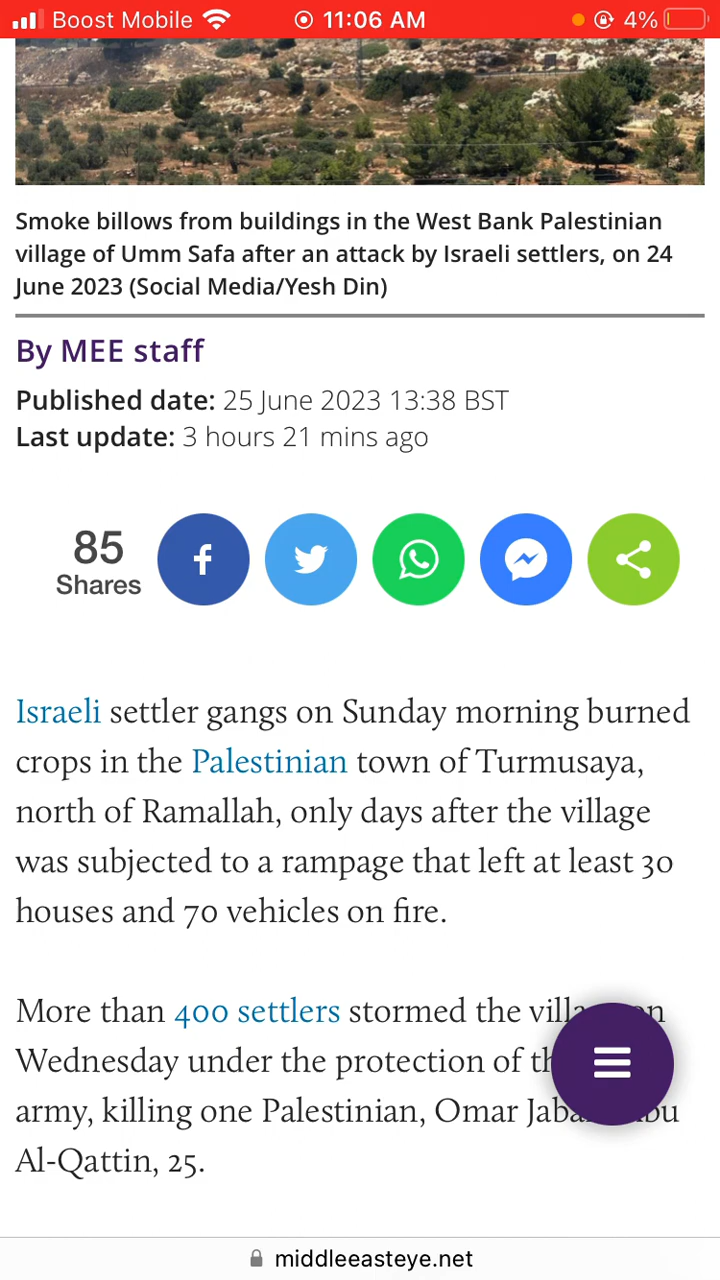 Boost Mobile 11:06 AM 4%
Smoke billows from buildings in the West Bank Palestinian
village of Umm Safa after an attack by Israeli settlers, on 24
June 2023 (Social Media/Yesh Din)
By MEE staff
Published date: 25 June 2023 13:38 BST
Last update: 3 hours 21 mins ago
85
Shares
Israeli settler gangs on Sunday morning burned
crops in the Palestinian town of Turmusaya,
north of Ramallah, only days after the village
was subjected to a rampage that left at least 30
houses and 70 vehicles on fire.
More than 400 settlers stormed the
Wednesday under the protection of
army, killing one Palestinian, Omar
Al-Qattin, 25.
middleeasteye.net